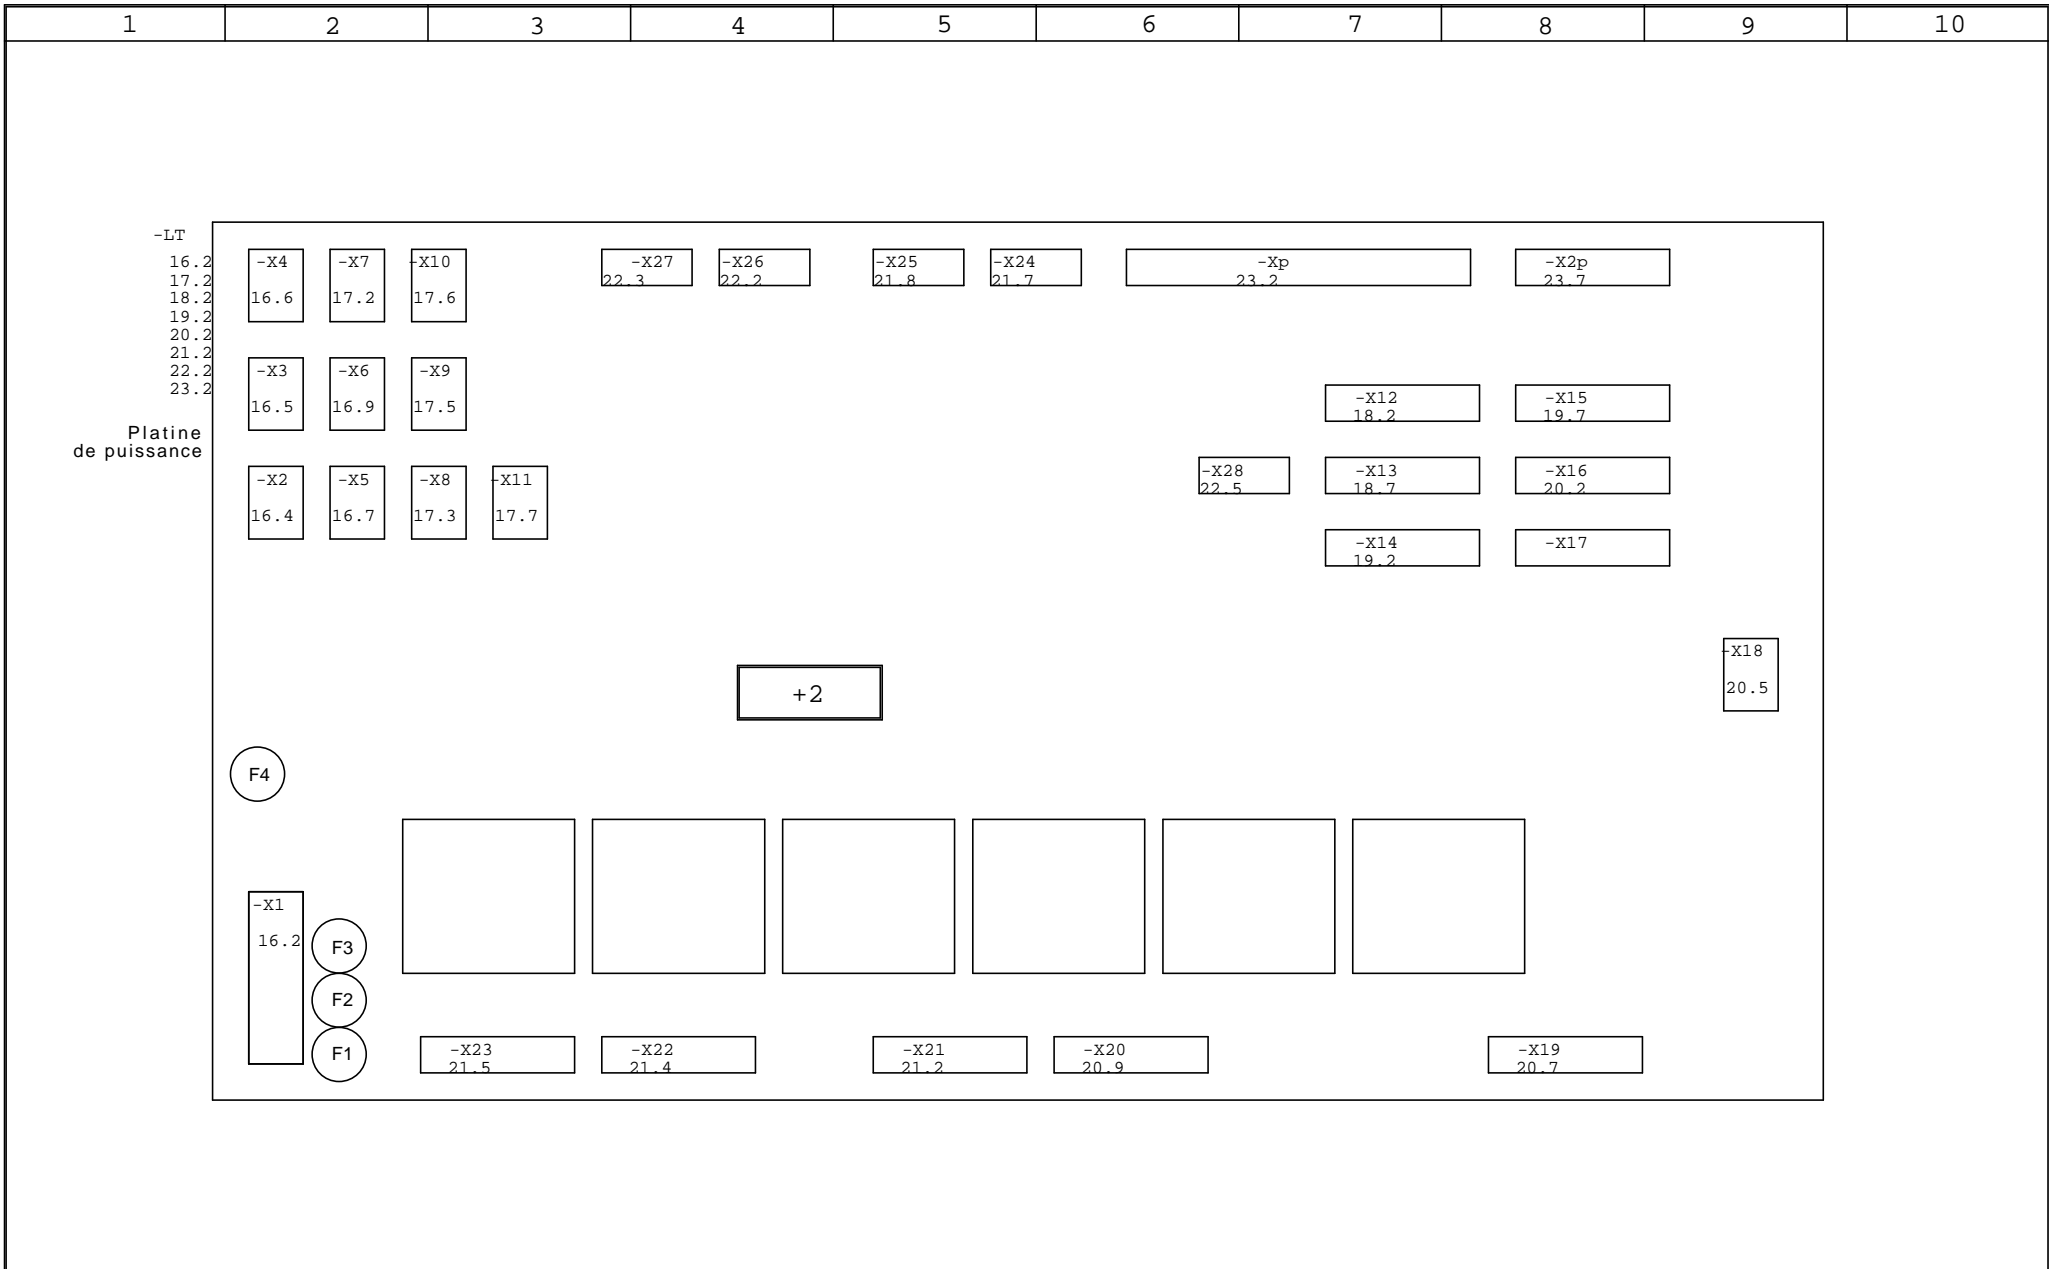 1 2 3 4 5 6 7 8 9 10
-LT
16.2
17.2
18.2
19.2
20.2
21.2
22.2
23.2
Platine
de puissance
-X4 -X7 -X10 -X27 -X26 -X25 -X24 -Xp -X2p
22.3 22.2 21.8 21.7 23.2 23.7
16.6 17.2 17.6
-X3 -X6 -X9
-X12 -X15
16.5 16.9 17.5
18.2 19.7
-X28 -X13 -X16
-X2 -X5 -X8 -X11
22.5 18.7 20.2
16.4 16.7 17.3 17.7
-X14 -X17
19.2
-X18
20.5
+2
F4
-X1
16.2
F3
F2
F1
-X23 -X22 -X21 -X20 -X19
21.5 21.4 21.2 20.9 20.7